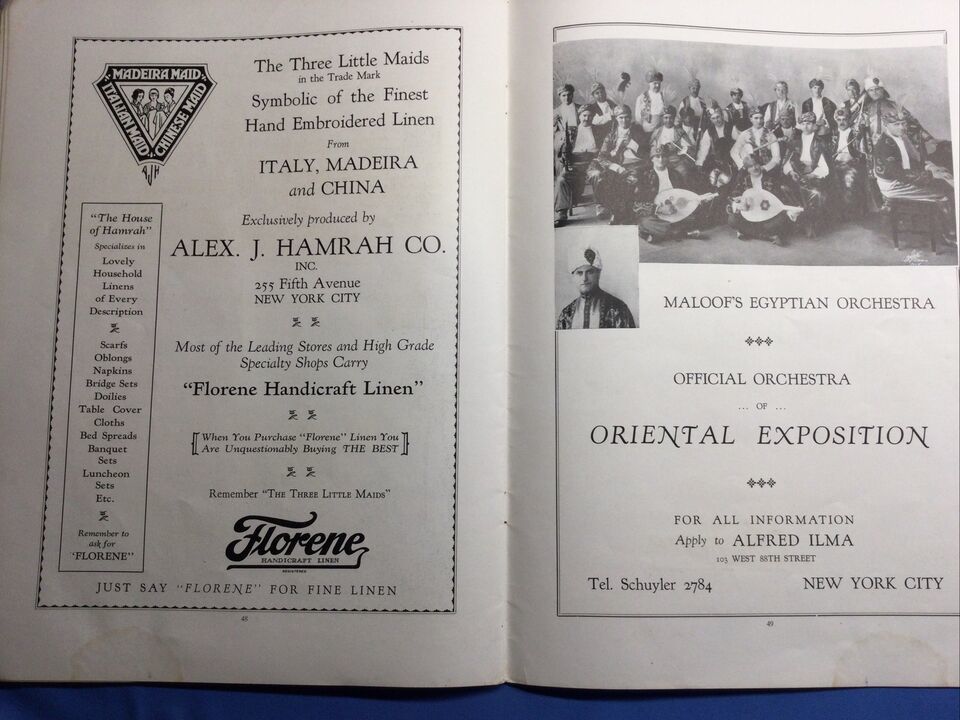 MADEIRA MAID
ITALIAN MAID
CHINESE MAID
AJH
The Three Little Maids
in the Trade Mark
Symbolic of the Finest
Hand Embroidered Linen
From
ITALY, MADEIRA
and CHINA
Exclusively produced by
ALEX. J. HAMRAH CO.
INC.
255 Fifth Avenue
NEW YORK CITY
Most of the Leading Stores and High Grade
Specialty Shops Carry
"Florene Handicraft Linen"
When You Purchase "Florene" Linen You
Are Unquestionably Buying THE BEST
Remember "The Three Little Maids"
Florene
HANDICRAFT LINEN
REGISTERED
"The House
of Hamrah"
Specializes in
Lovely
Household
Linens
of Every
Description
Scarfs
Oblongs
Napkins
Bridge Sets
Doilies
Table Cover
Cloths
Bed Spreads
Banquet
Sets
Luncheon
Sets
Etc.
Remember to
ask for
'FLORENE"
JUST SAY "FLORENE" FOR FINE LINEN
48
MALOOF'S EGYPTIAN ORCHESTRA
OFFICIAL ORCHESTRA
... OF ...
ORIENTAL EXPOSITION
FOR ALL INFORMATION
Apply to ALFRED ILMA
103 WEST 88TH STREET
Tel. Schuyler 2784 NEW YORK CITY
49